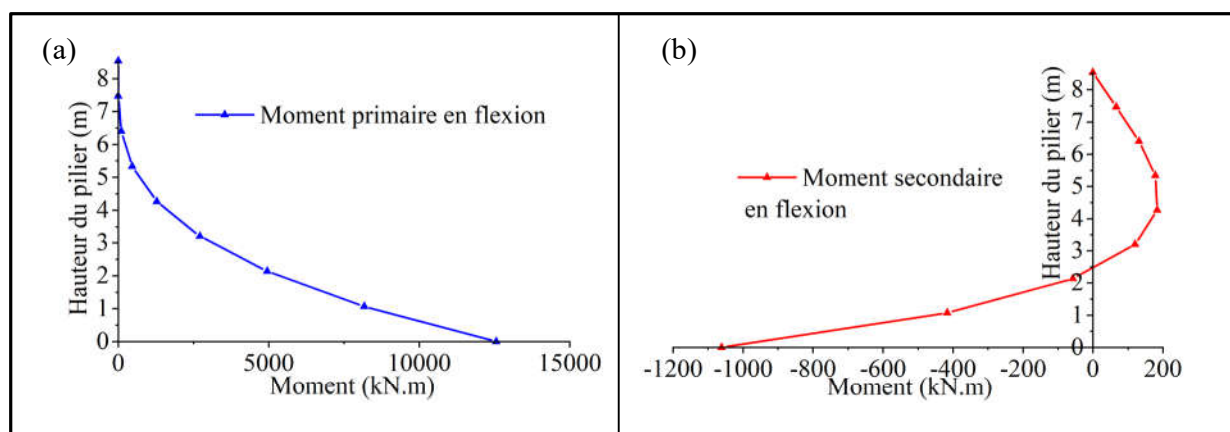 (a)
8
7
6
5
4
3
2
1
0
Hauteur du pilier (m)
Moment primaire en flexion
0 5000 10000 15000
Moment (kN.m)
(b)
8
7
6
5
4
3
2
1
0
Hauteur du pilier (m)
Moment secondaire
en flexion
-1200 -1000 -800 -600 -400 -200 0 200
Moment (kN.m)